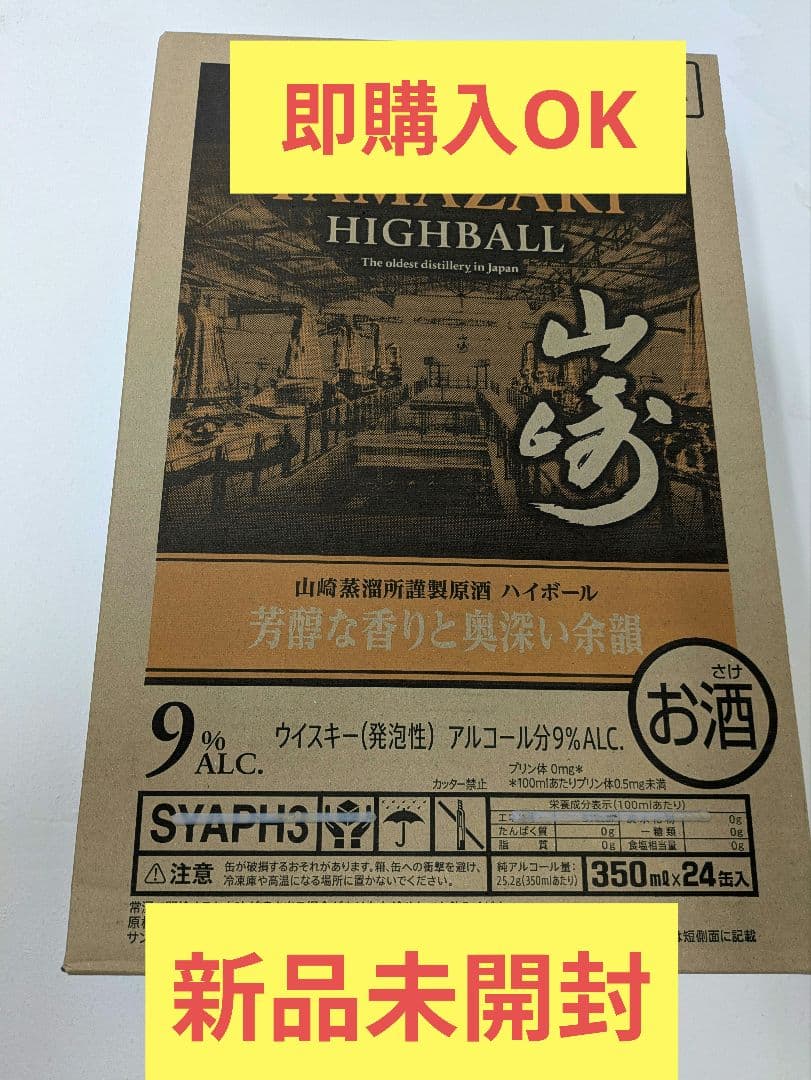 即購入OK
YAMAZAKI
HIGHBALL
The oldest distillery in Japan
山崎
山崎蒸溜所謹製原酒 ハイボール
芳醇な香りと奥深い余韻
さけ
お酒
9% ALC.
ウイスキー(発泡性) アルコール分9%ALC.
プリン体 0mg*
カッター禁止 *100mlあたりプリン体0.5mg未満
SYAPH3
栄養成分表示(100mlあたり)
0g
たんぱく質 0g 一糖類 0g
脂 質 0g 食塩相当量 0g
注意 缶が破損するおそれがあります。箱、缶への衝撃を避け、
冷凍庫や高温になる場所に置かないでください。
純アルコール量:
25.2g(350mlあたり)
350ml×24缶入
は短側面に記載
新品未開封